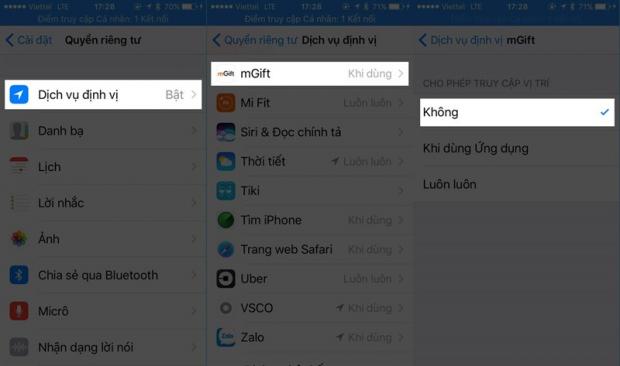 Viettel LTE 17:28 70%
Điểm truy cập Cá nhân: 1 Kết nối
Cài đặt Quyền riêng tư
Dịch vụ định vị Bật
Danh bạ
Lịch
Lời nhắc
Ảnh
Chia sẻ qua Bluetooth
Micrô
Nhận dạng lời nói
Viettel LTE 17:28 71%
Điểm truy cập Cá nhân: 1 Kết nối
Quyền riêng tư Dịch vụ định vị
mGift mGift Khi dùng
Mi Fit Luôn luôn
Siri & Đọc chính tả
Thời tiết Luôn luôn
Tiki
Tìm iPhone Khi dùng
Trang web Safari Khi dùng
Uber Luôn luôn
VSCO Khi dùng
Zalo Zalo Khi dùng
Viettel LTE 17:28 71%
Dịch vụ định vị mGift
CHO PHÉP TRUY CẬP VỊ TRÍ
Không
Khi dùng Ứng dụng
Luôn luôn